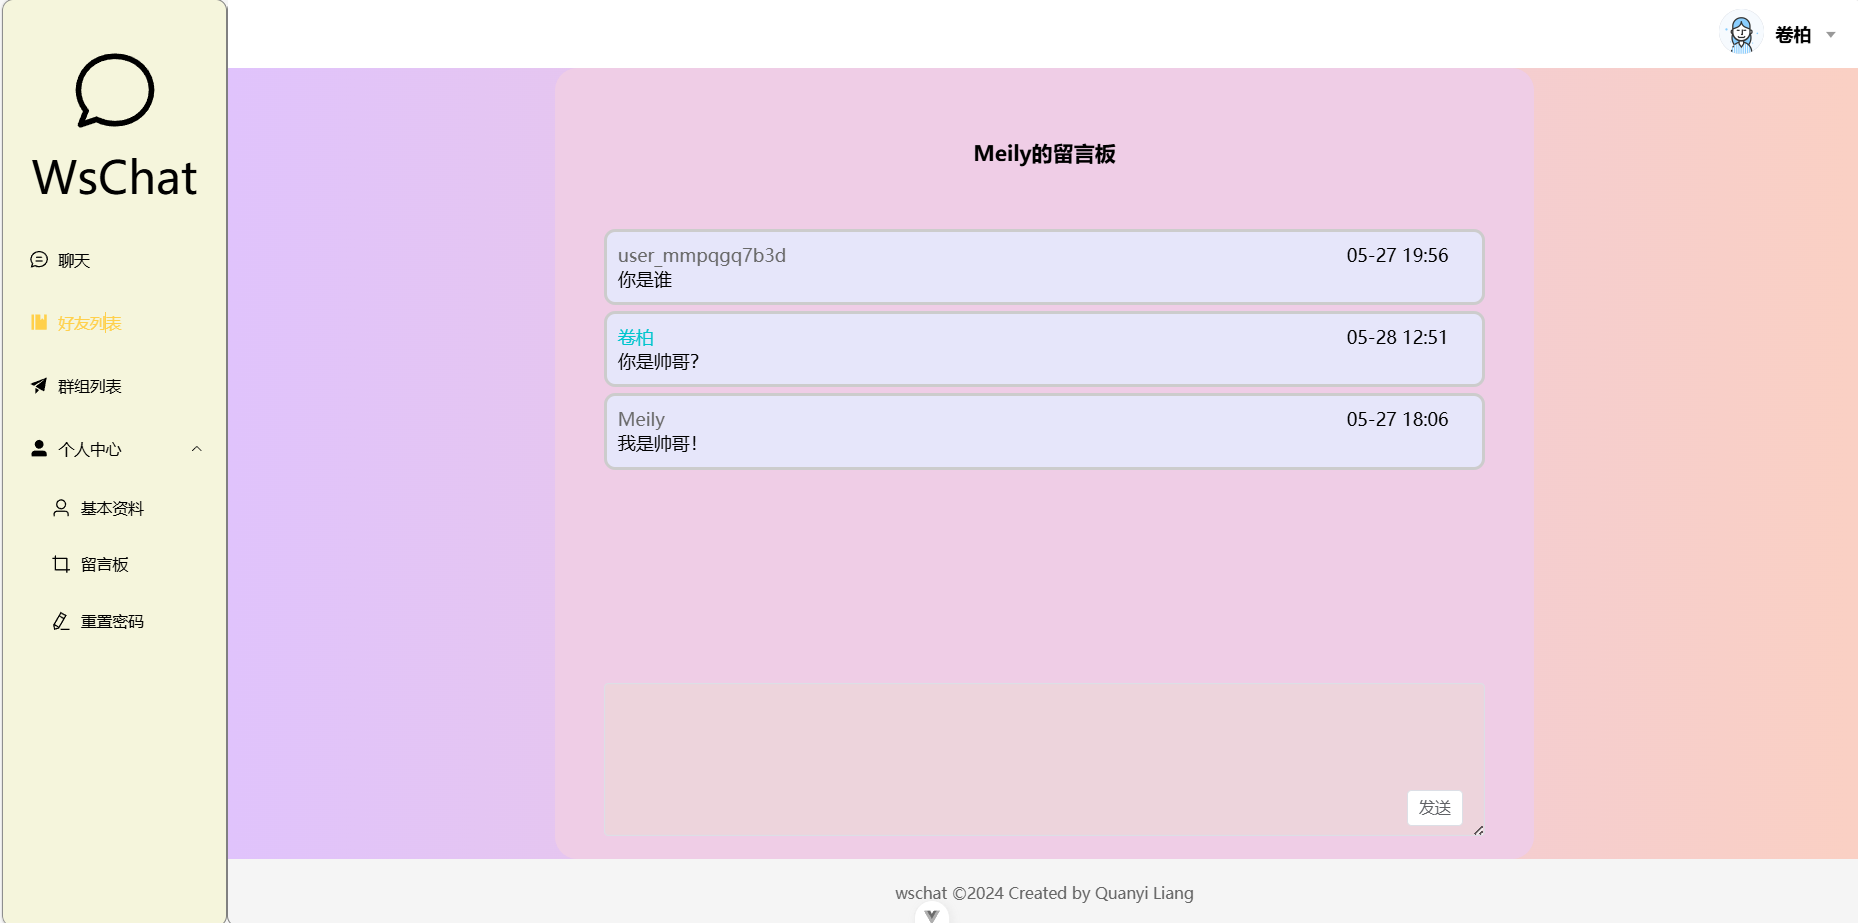 WsChat
聊天
好友列表
群组列表
个人中心
基本资料
留言板
重置密码
卷柏
Meily的留言板
user_mmpqgq7b3d 05-27 19:56
你是谁
卷柏 05-28 12:51
你是帅哥?
Meily 05-27 18:06
我是帅哥!
发送
wschat ©2024 Created by Quanyi Liang